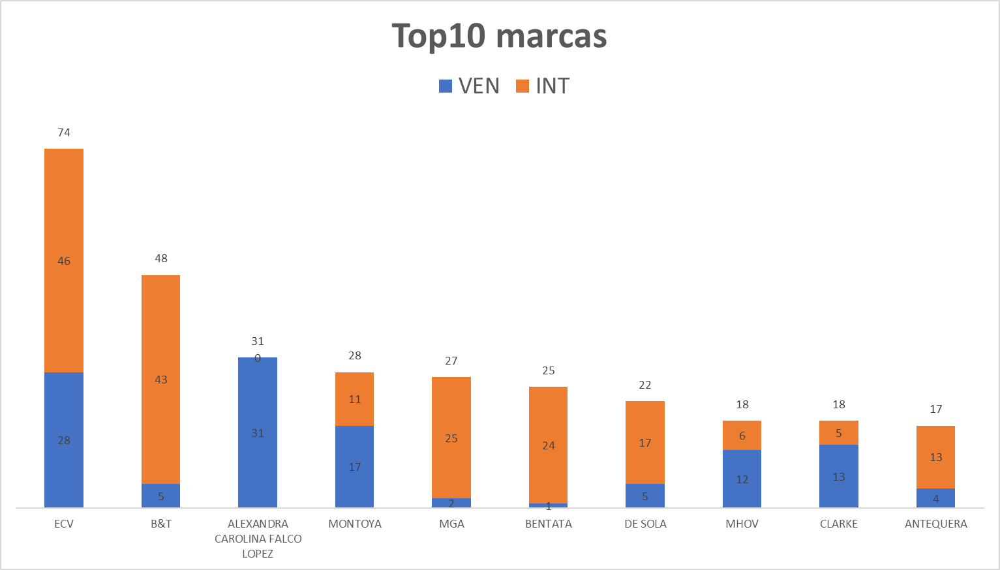 Top10 marcas
VEN INT
74
46
28
48
43
5
31
0
31
28
11
17
27
25
2
25
24
1
22
17
5
18
6
12
18
5
13
17
13
4
ECV
B&T
ALEXANDRA
CAROLINA FALCO
LOPEZ
MONTOYA
MGA
BENTATA
DE SOLA
MHOV
CLARKE
ANTEQUERA